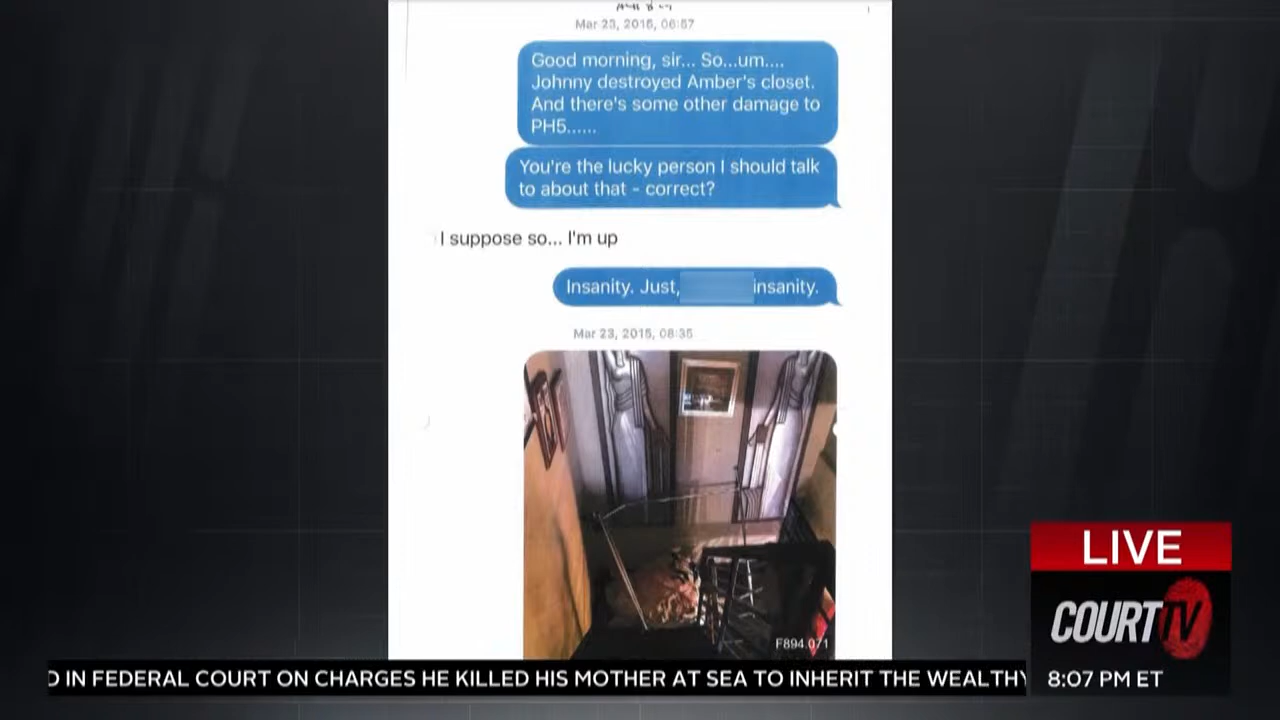 Mar 23, 2015, 06:57
Good morning, sir... So...um....
Johnny destroyed Amber's closet.
And there's some other damage to
PH5......
You're the lucky person I should talk
to about that - correct?
I suppose so... I'm up
Insanity. Just, insanity.
Mar 23, 2015, 08:35
F894.071
LIVE
COURT TV
D IN FEDERAL COURT ON CHARGES HE KILLED HIS MOTHER AT SEA TO INHERIT THE WEALTHY
8:07 PM ET